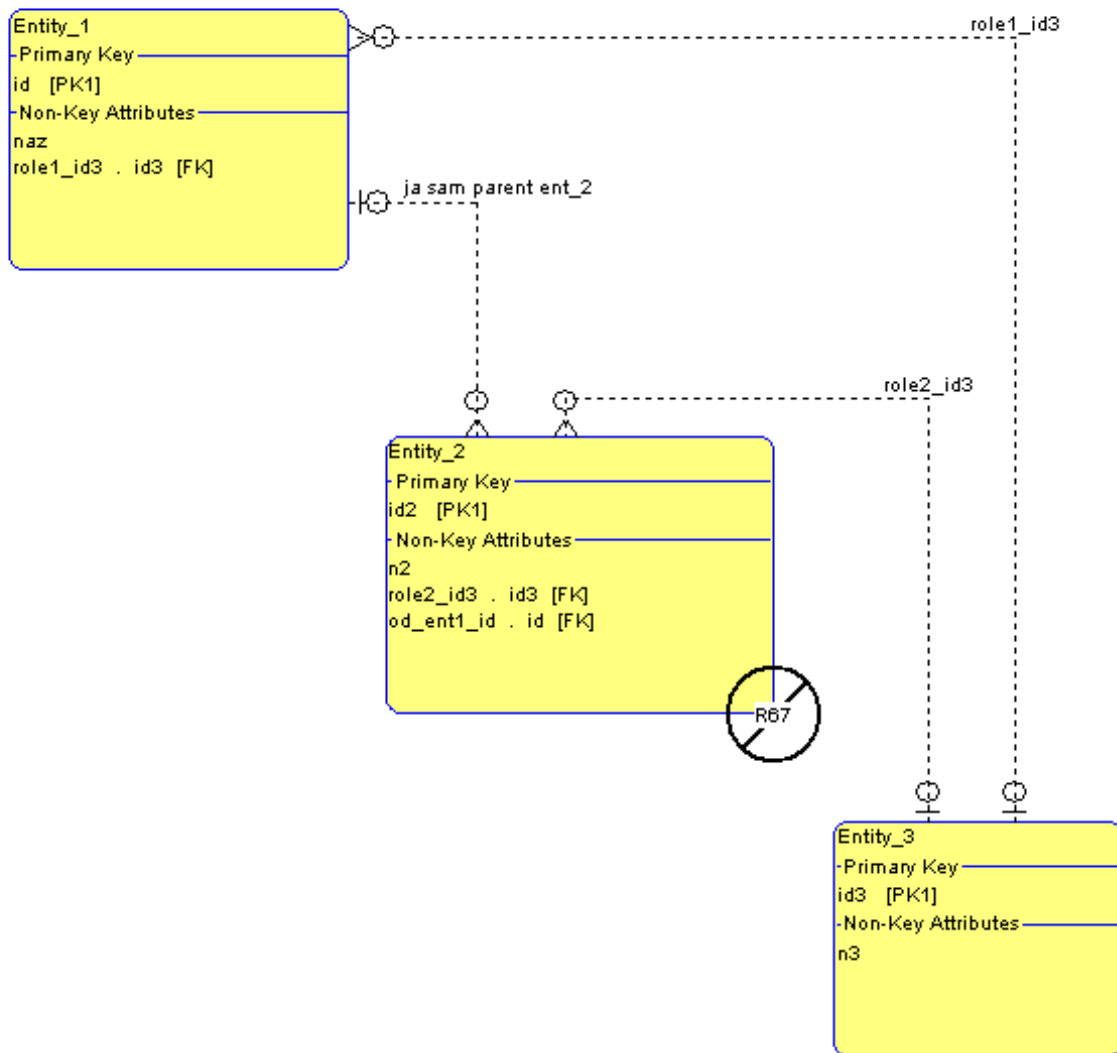 Entity_1
Primary Key
id [PK1]
Non-Key Attributes
naz
role1_id3 . id3 [FK]
role1_id3
ja sam parent ent_2
role2_id3
Entity_2
Primary Key
id2 [PK1]
Non-Key Attributes
n2
role2_id3 . id3 [FK]
od_ent1_id . id [FK]
R67
Entity_3
Primary Key
id3 [PK1]
Non-Key Attributes
n3